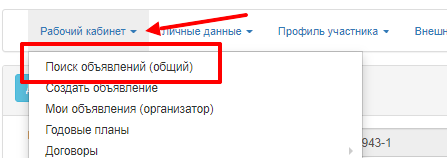 Рабочий кабинет Личные данные Профиль участника
Поиск объявлений (общий)
Создать объявление
Мои объявления (организатор)
Годовые планы
Договоры
943-1